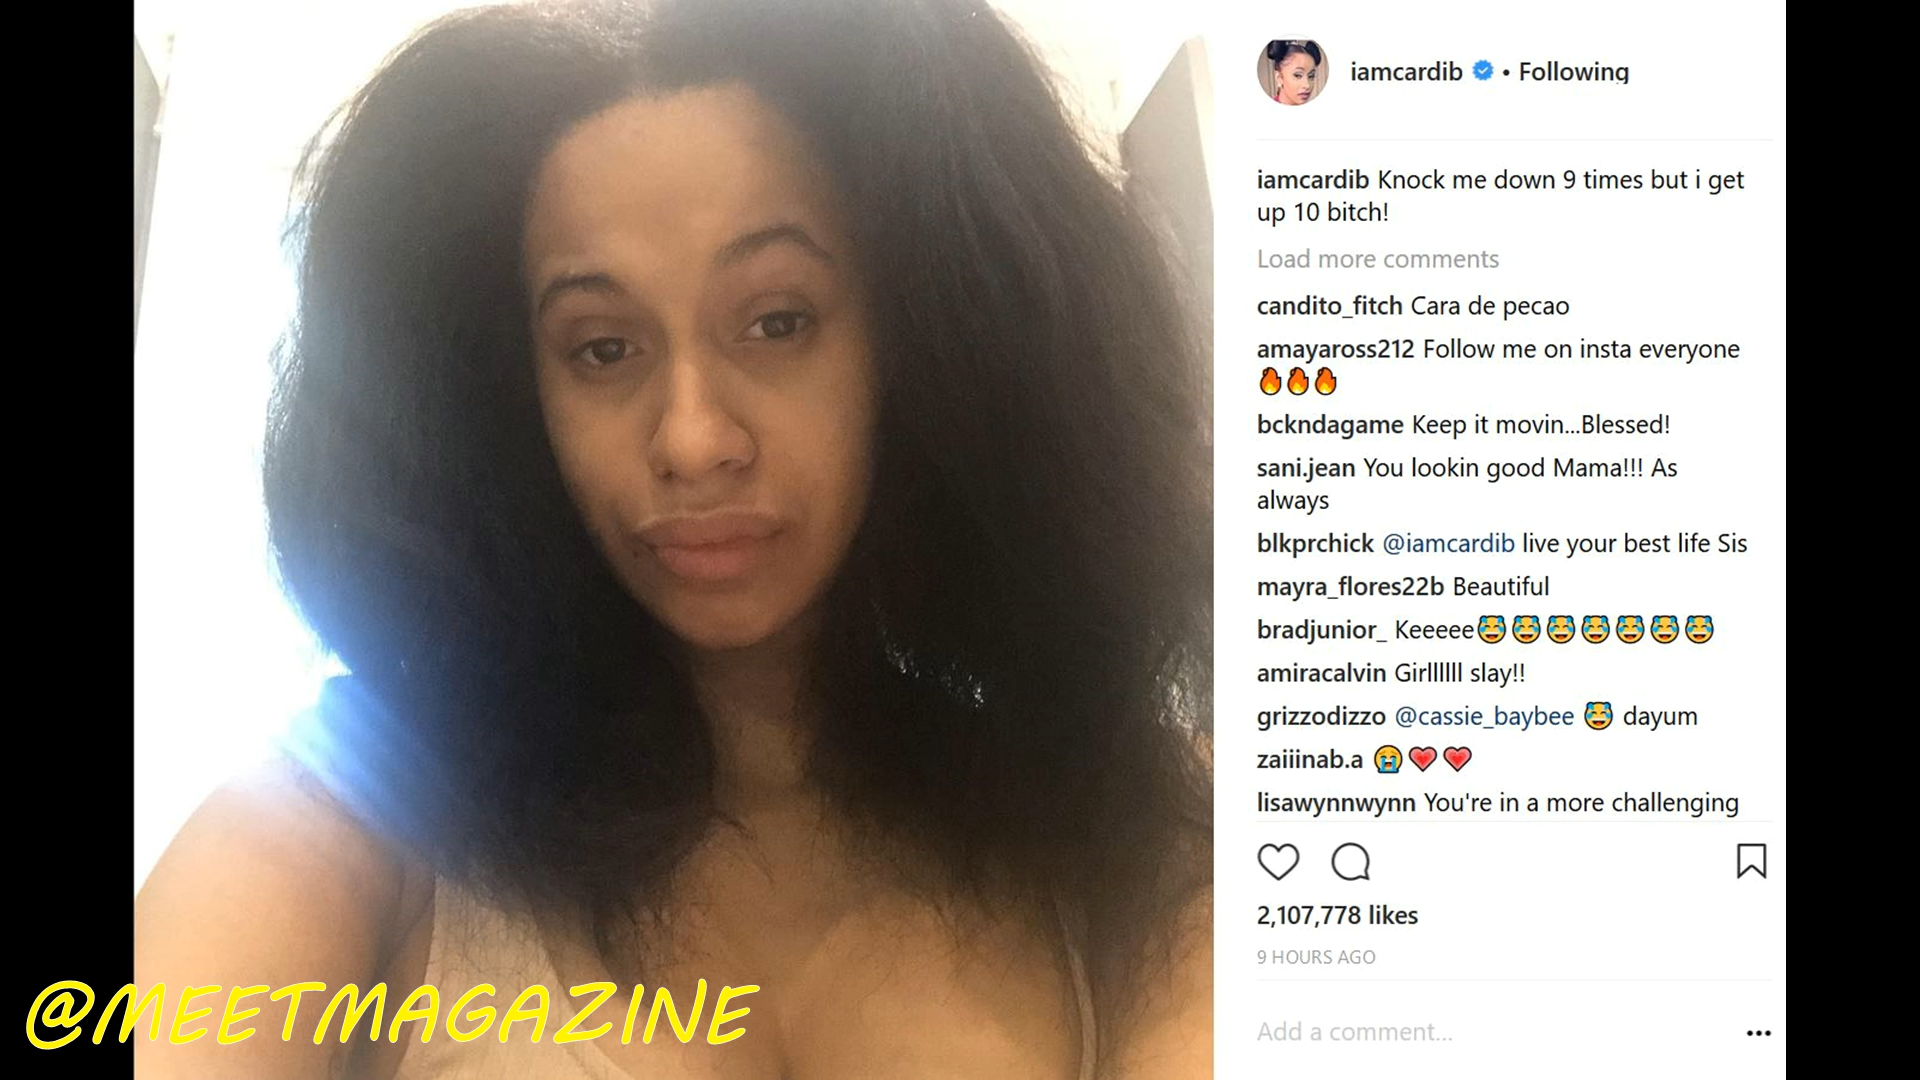 iamcardib • Following
iamcardib Knock me down 9 times but i get
up 10 bitch!
Load more comments
candito_fitch Cara de pecao
amayaross212 Follow me on insta everyone
🔥🔥🔥
bckndagame Keep it movin...Blessed!
sani.jean You lookin good Mama!!! As
always
blkprchick @iamcardib live your best life Sis
mayra_flores22b Beautiful
bradjunior_ Keeeee😂😂😂😂😂😂😂
amiracalvin Girllllll slay!!
grizzodizzo @cassie_baybee 😂 dayum
zaiiinab.a 😭❤❤
lisawynnwynn You're in a more challenging
2,107,778 likes
9 HOURS AGO
Add a comment...
@MEETMAGAZINE